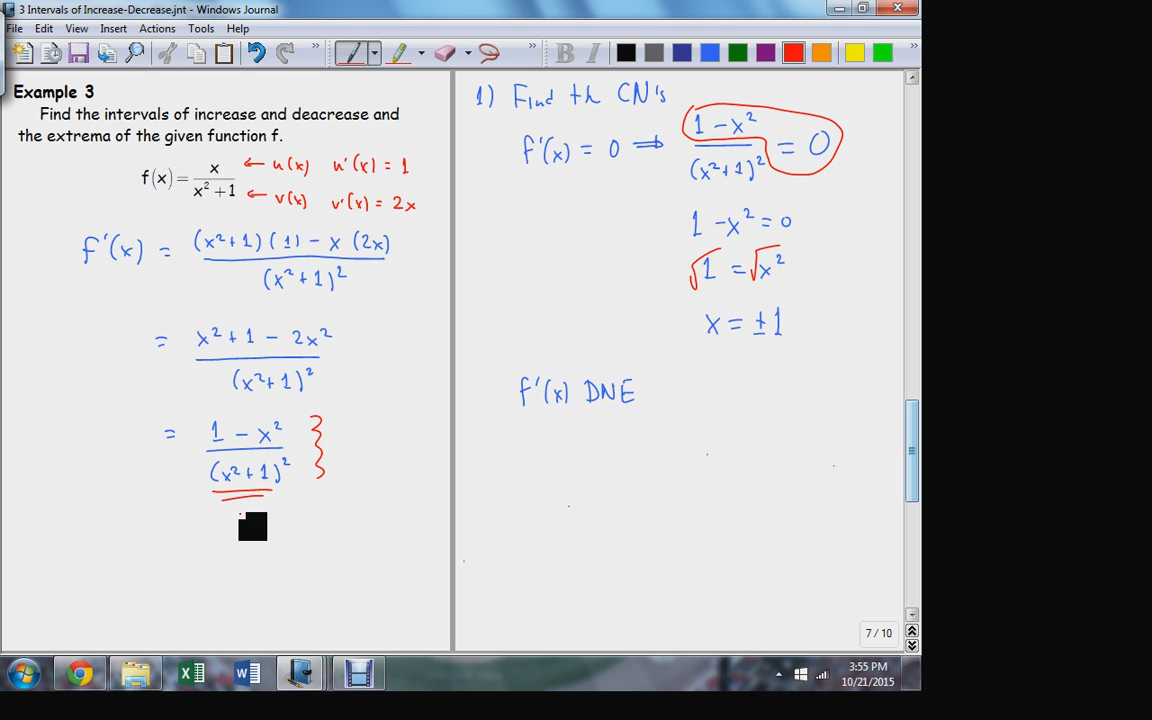 3 Intervals of Increase-Decrease.jnt - Windows Journal
File Edit View Insert Actions Tools Help
B I
Example 3
Find the intervals of increase and deacrease and
the extrema of the given function f.
f(x) = x / (x² + 1)
← u(x) u'(x) = 1
← v(x) v'(x) = 2x
f'(x) = ((x²+1)(1) - x(2x)) / (x²+1)²
= (x² + 1 - 2x²) / (x²+1)²
= (1 - x²) / (x²+1)²
1) Find th CN's
f'(x) = 0 ⇒ (1 - x²) / (x²+1)² = 0
1 - x² = 0
√1 = √x²
x = ±1
f'(x) DNE
7 / 10
3:55 PM
10/21/2015